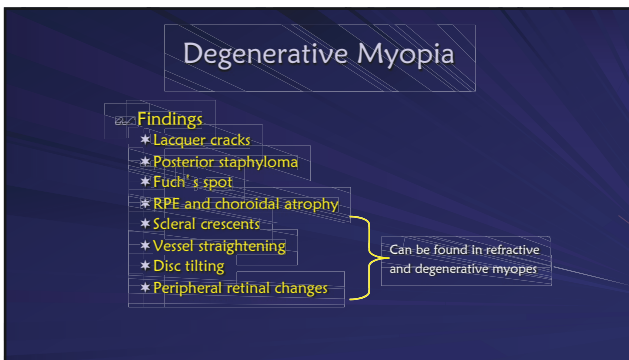 Degenerative Myopia
Findings
Lacquer cracks
Posterior staphyloma
Fuch's spot
RPE and choroidal atrophy
Scleral crescents
Vessel straightening
Disc tilting
Peripheral retinal changes
Can be found in refractive
and degenerative myopes